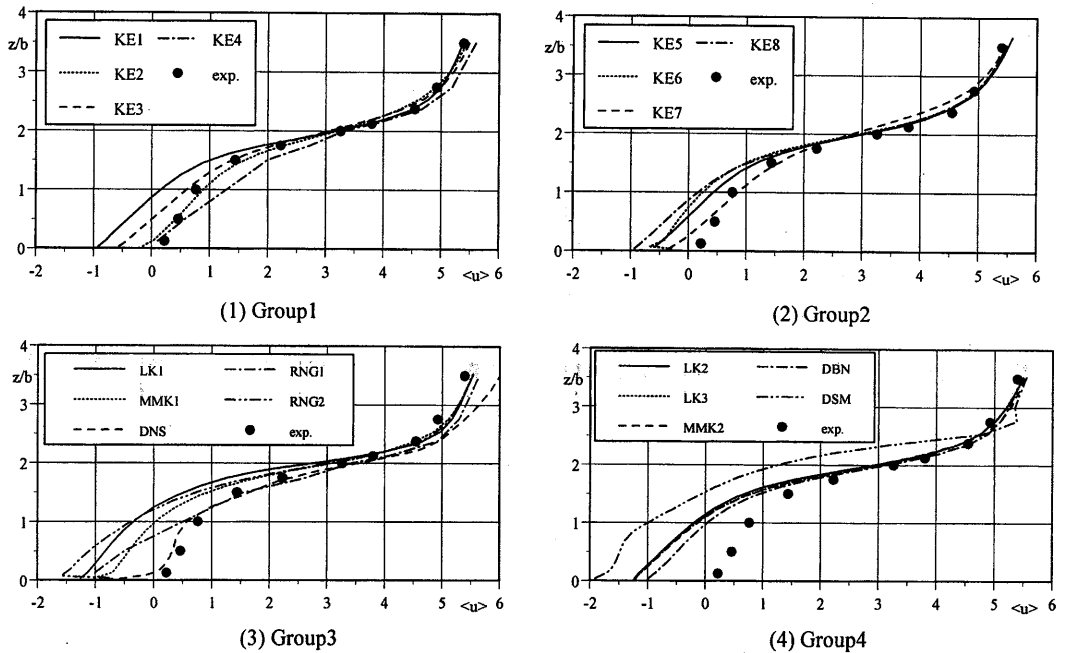 4
z/b
3
2
1
0
KE1
KE4
KE2
exp.
KE3
-2 -1 0 1 2 3 4 5 <u> 6
(1) Group1
4
z/b
3
2
1
0
KE5
KE8
KE6
exp.
KE7
-2 -1 0 1 2 3 4 5 <u> 6
(2) Group2
4
z/b
3
2
1
0
LK1
RNG1
MMK1
RNG2
DNS
exp.
-2 -1 0 1 2 3 4 5 <u> 6
(3) Group3
4
z/b
3
2
1
0
LK2
DBN
LK3
DSM
MMK2
exp.
-2 -1 0 1 2 3 4 5 <u> 6
(4) Group4